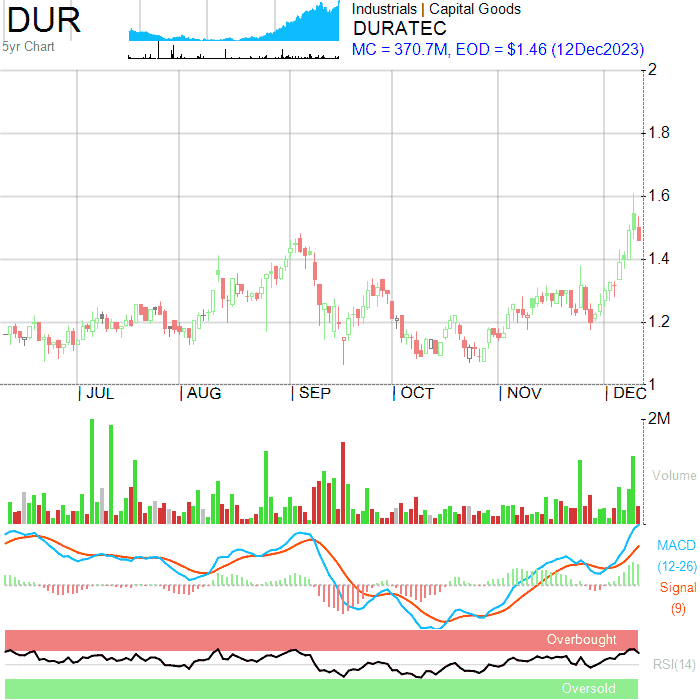 DUR
5yr Chart
Industrials | Capital Goods
DURATEC
MC = 370.7M, EOD = $1.46 (12Dec2023)
2
1.8
1.6
1.4
1.2
1
JUL AUG SEP OCT NOV DEC
2M
Volume
MACD
(12-26)
Signal
(9)
Overbought
RSI(14)
Oversold